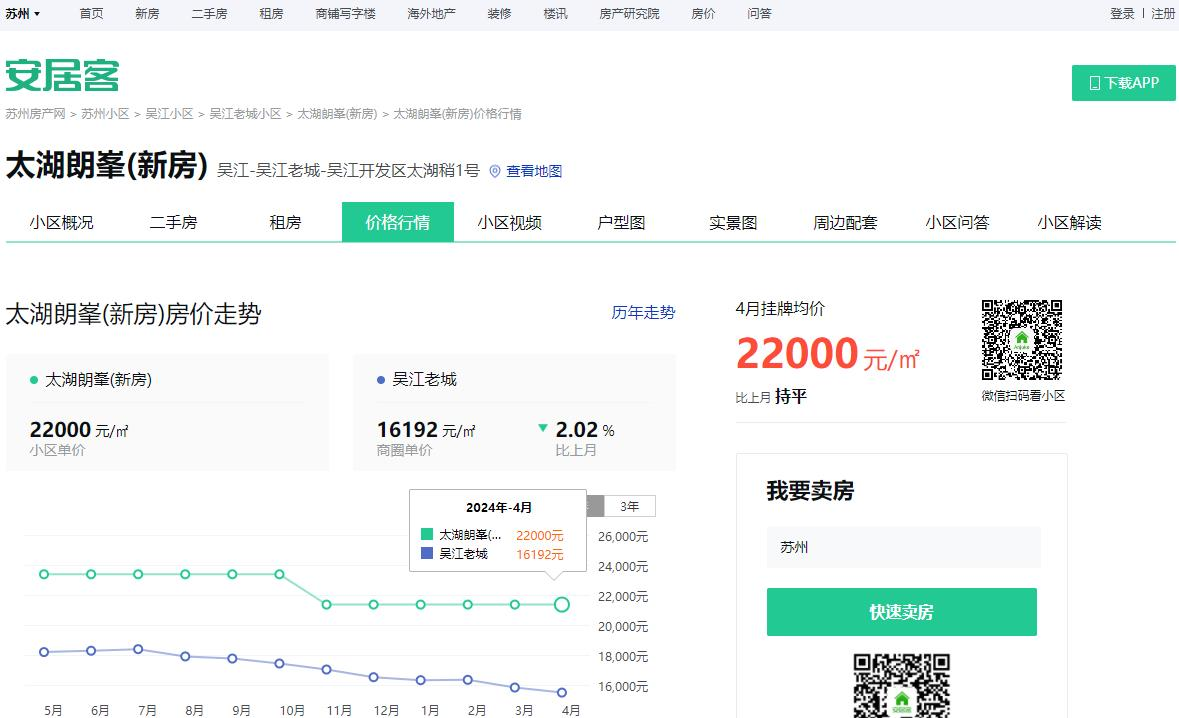 苏州 首页 新房 二手房 租房 商铺写字楼 海外地产 装修 楼讯 房产研究院 房价 问答 登录 注册
安居客
下载APP
苏州房产网 > 苏州小区 > 吴江小区 > 吴江老城小区 > 太湖朗峯(新房) > 太湖朗峯(新房)价格行情
太湖朗峯(新房) 吴江-吴江老城-吴江开发区太湖稍1号 查看地图
小区概况 二手房 租房 价格行情 小区视频 户型图 实景图 周边配套 小区问答 小区解读
太湖朗峯(新房)房价走势 历年走势
太湖朗峯(新房)
22000 元/㎡
小区单价
吴江老城
16192 元/㎡ 2.02 %
商圈单价 比上月
3年
2024年-4月
太湖朗峯(... 22000元
吴江老城 16192元
26,000元
24,000元
22,000元
20,000元
18,000元
16,000元
5月 6月 7月 8月 9月 10月 11月 12月 1月 2月 3月 4月
4月挂牌均价
22000 元/㎡
比上月 持平
Anjuke
微信扫码看小区
我要卖房
苏州
快速卖房